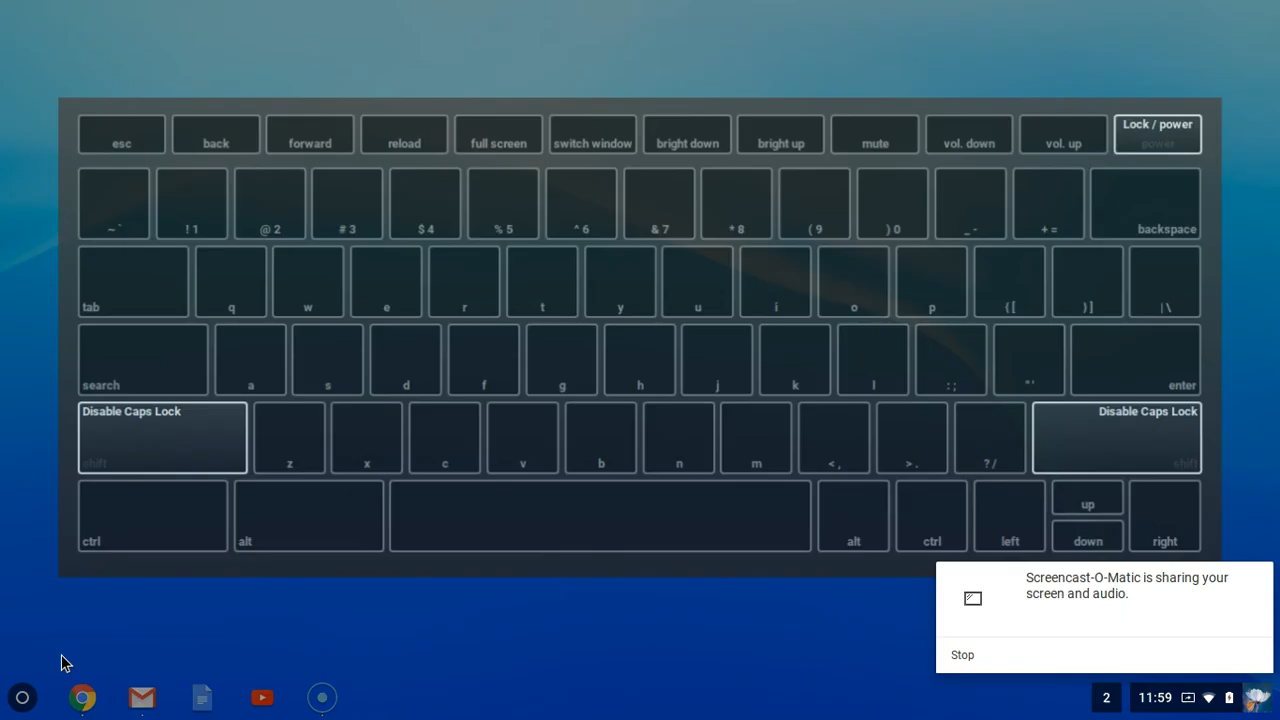 esc back forward reload full screen switch window bright down bright up mute vol. down vol. up Lock / power
power
~ ` ! 1 @ 2 # 3 $ 4 % 5 ^ 6 & 7 * 8 ( 9 ) 0 _ - + = backspace
tab q w e r t y u i o p { [ } ] | \
search a s d f g h j k l : ; " ' enter
Disable Caps Lock Disable Caps Lock
shift z x c v b n m < , > . ? / shift
up
ctrl alt alt ctrl left down right
Screencast-O-Matic is sharing your
screen and audio.
Stop
2 11:59